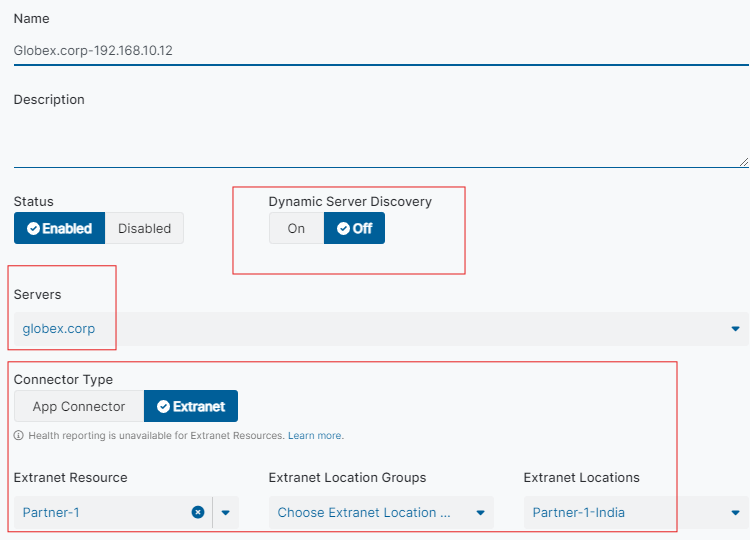 Name
Globex.corp-192.168.10.12
Description
Status
Dynamic Server Discovery
Enabled Disabled
On Off
Servers
globex.corp
Connector Type
App Connector Extranet
Health reporting is unavailable for Extranet Resources. Learn more.
Extranet Resource Extranet Location Groups Extranet Locations
Partner-1 Choose Extranet Location ... Partner-1-India